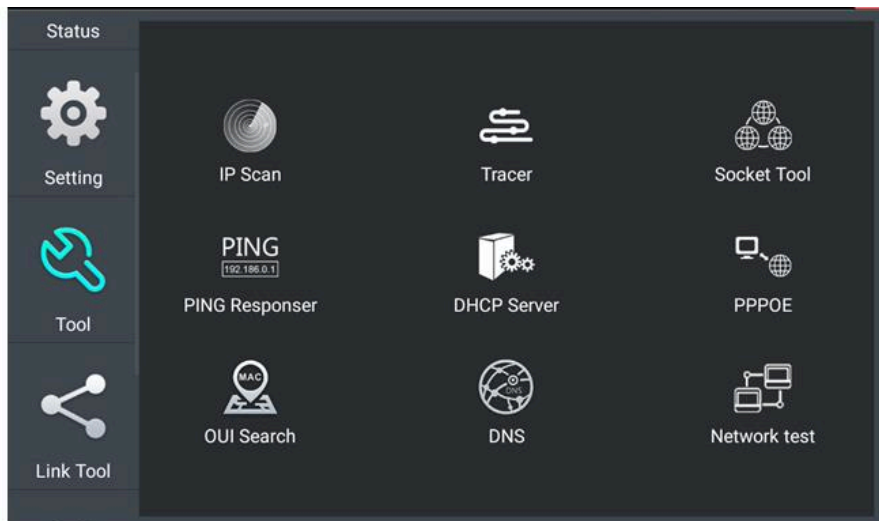 Status
Setting
Tool
Link Tool
IP Scan
Tracer
Socket Tool
PING
192.186.0.1
PING Responser
DHCP Server
PPPOE
MAC
OUI Search
DNS
DNS
Network test